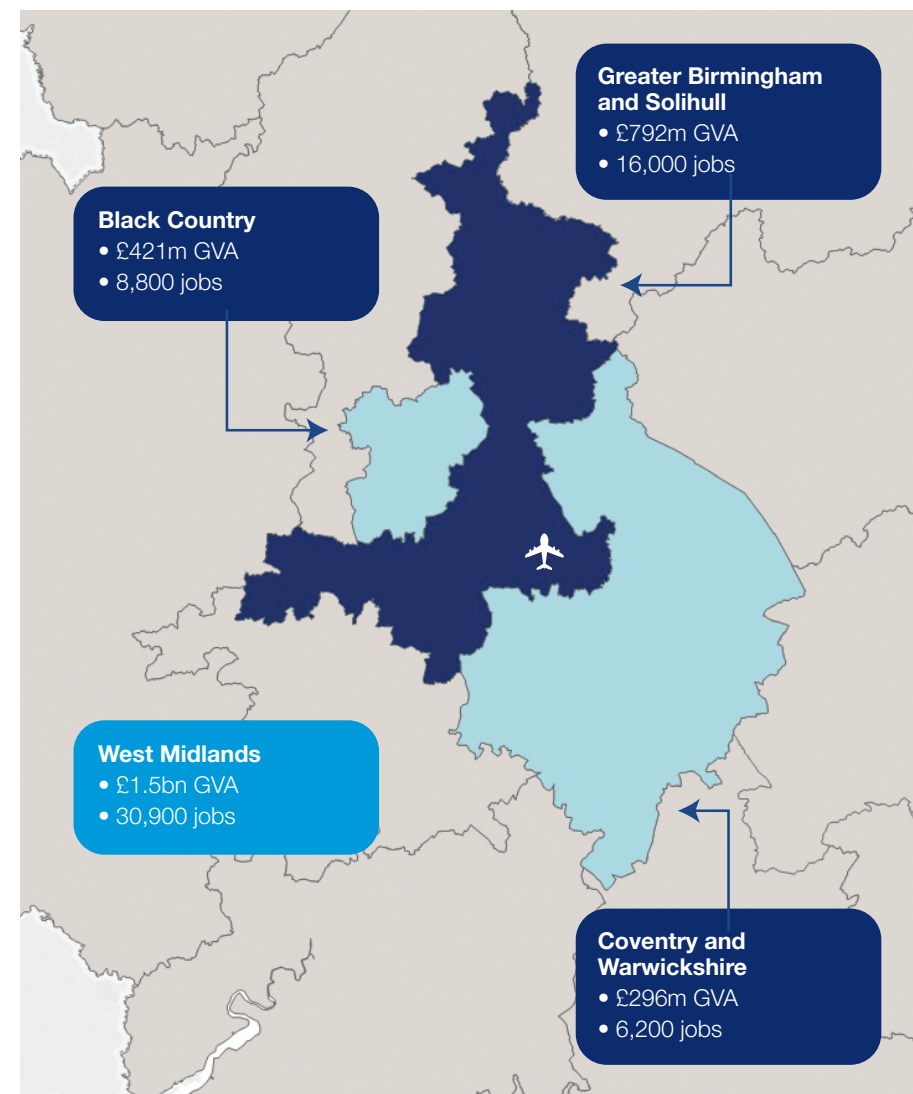 Greater Birmingham
and Solihull
• £792m GVA
• 16,000 jobs
Black Country
• £421m GVA
• 8,800 jobs
West Midlands
• £1.5bn GVA
• 30,900 jobs
Coventry and
Warwickshire
• £296m GVA
• 6,200 jobs